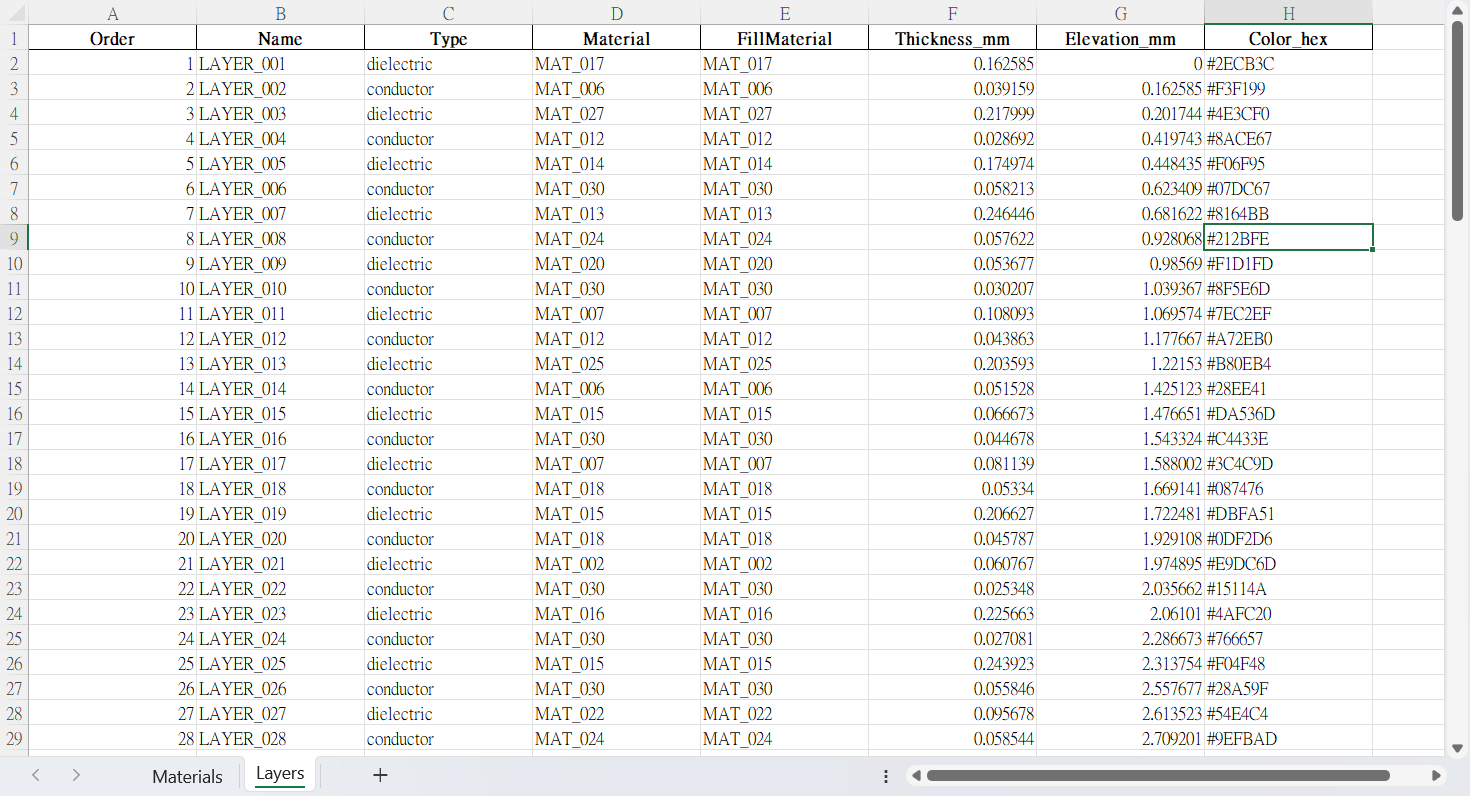 A B C D E F G H
1 Order Name Type Material FillMaterial Thickness_mm Elevation_mm Color_hex
2 1 LAYER_001 dielectric MAT_017 MAT_017 0.162585 0 #2ECB3C
3 2 LAYER_002 conductor MAT_006 MAT_006 0.039159 0.162585 #F3F199
4 3 LAYER_003 dielectric MAT_027 MAT_027 0.217999 0.201744 #4E3CF0
5 4 LAYER_004 conductor MAT_012 MAT_012 0.028692 0.419743 #8ACE67
6 5 LAYER_005 dielectric MAT_014 MAT_014 0.174974 0.448435 #F06F95
7 6 LAYER_006 conductor MAT_030 MAT_030 0.058213 0.623409 #07DC67
8 7 LAYER_007 dielectric MAT_013 MAT_013 0.246446 0.681622 #8164BB
9 8 LAYER_008 conductor MAT_024 MAT_024 0.057622 0.928068 #212BFE
10 9 LAYER_009 dielectric MAT_020 MAT_020 0.053677 0.98569 #F1D1FD
11 10 LAYER_010 conductor MAT_030 MAT_030 0.030207 1.039367 #8F5E6D
12 11 LAYER_011 dielectric MAT_007 MAT_007 0.108093 1.069574 #7EC2EF
13 12 LAYER_012 conductor MAT_012 MAT_012 0.043863 1.177667 #A72EB0
14 13 LAYER_013 dielectric MAT_025 MAT_025 0.203593 1.22153 #B80EB4
15 14 LAYER_014 conductor MAT_006 MAT_006 0.051528 1.425123 #28EE41
16 15 LAYER_015 dielectric MAT_015 MAT_015 0.066673 1.476651 #DA536D
17 16 LAYER_016 conductor MAT_030 MAT_030 0.044678 1.543324 #C4433E
18 17 LAYER_017 dielectric MAT_007 MAT_007 0.081139 1.588002 #3C4C9D
19 18 LAYER_018 conductor MAT_018 MAT_018 0.05334 1.669141 #087476
20 19 LAYER_019 dielectric MAT_015 MAT_015 0.206627 1.722481 #DBFA51
21 20 LAYER_020 conductor MAT_018 MAT_018 0.045787 1.929108 #0DF2D6
22 21 LAYER_021 dielectric MAT_002 MAT_002 0.060767 1.974895 #E9DC6D
23 22 LAYER_022 conductor MAT_030 MAT_030 0.025348 2.035662 #15114A
24 23 LAYER_023 dielectric MAT_016 MAT_016 0.225663 2.06101 #4AFC20
25 24 LAYER_024 conductor MAT_030 MAT_030 0.027081 2.286673 #766657
26 25 LAYER_025 dielectric MAT_015 MAT_015 0.243923 2.313754 #F04F48
27 26 LAYER_026 conductor MAT_030 MAT_030 0.055846 2.557677 #28A59F
28 27 LAYER_027 dielectric MAT_022 MAT_022 0.095678 2.613523 #54E4C4
29 28 LAYER_028 conductor MAT_024 MAT_024 0.058544 2.709201 #9EFBAD
Materials Layers